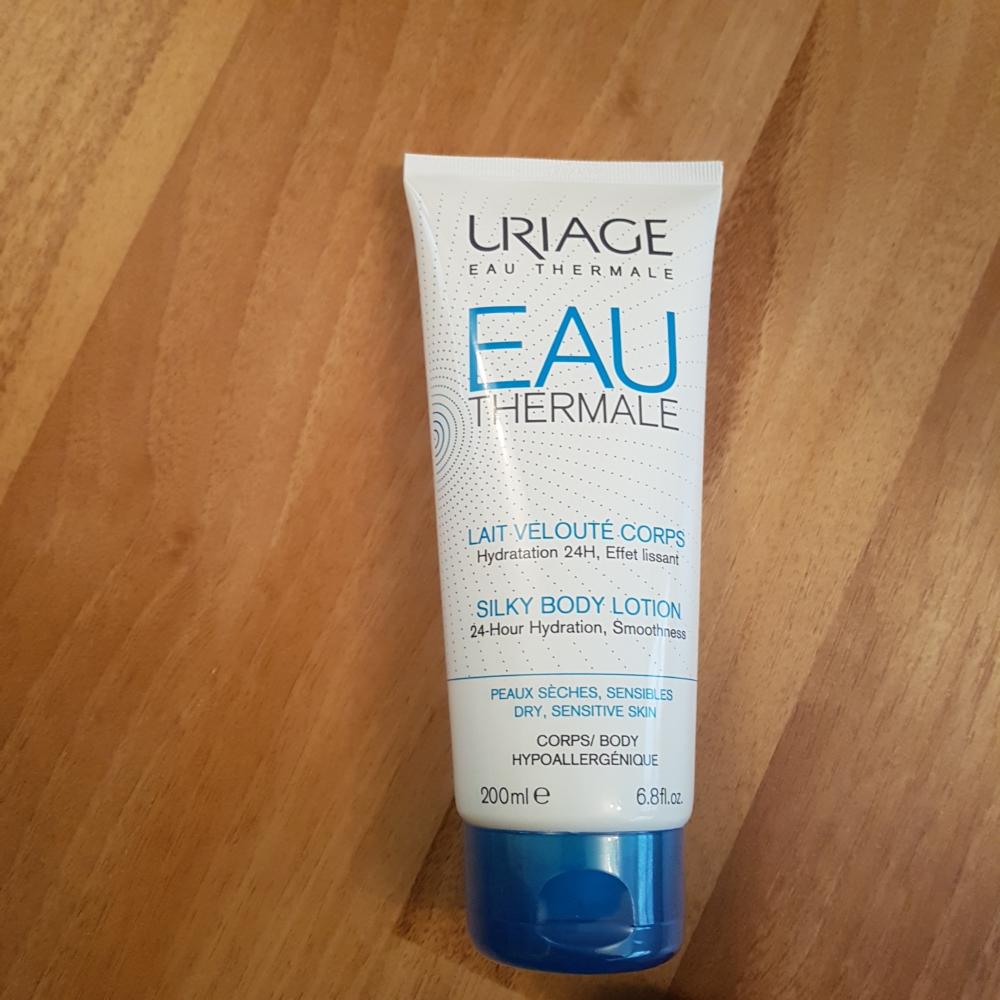 URIAGE
EAU THERMALE
EAU
THERMALE
LAIT VELOUTÉ CORPS
Hydratation 24H, Effet lissant
SILKY BODY LOTION
24-Hour Hydration, Smoothness
PEAUX SÈCHES, SENSIBLES
DRY, SENSITIVE SKIN
CORPS/ BODY
HYPOALLERGÉNIQUE
200ml ℮ 6.8fl.oz.